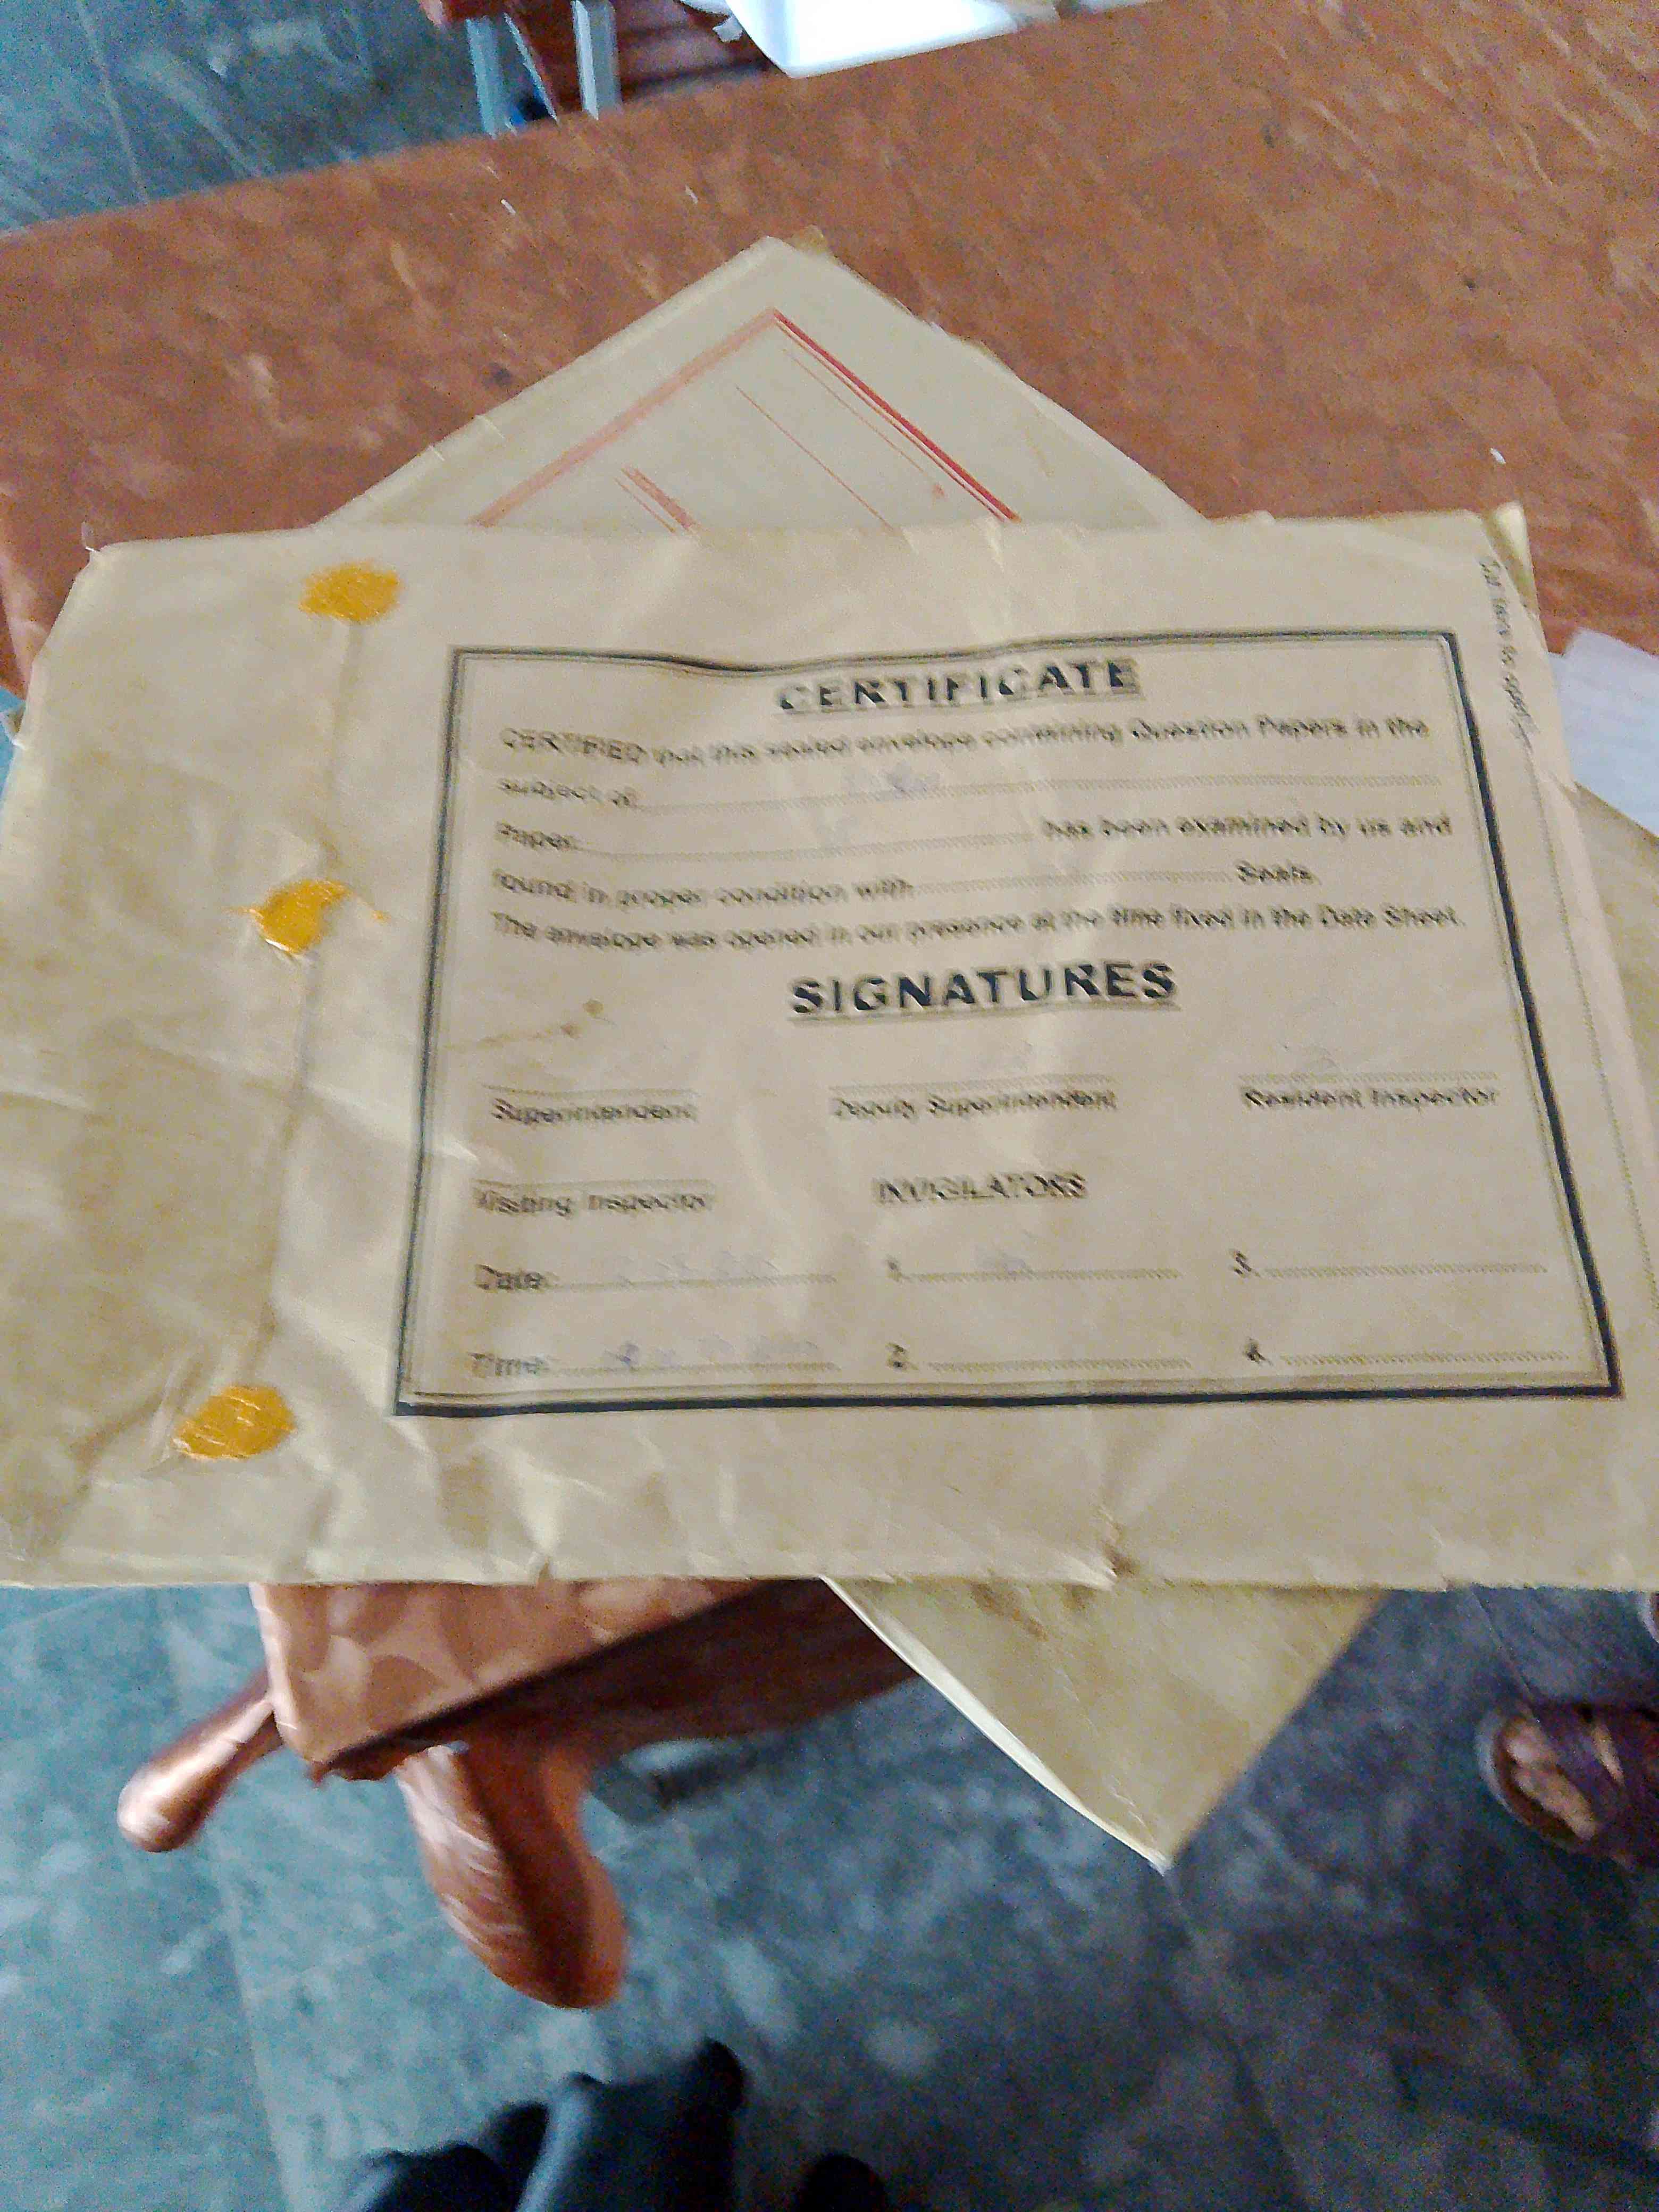 CERTIFICATE
CERTIFIED that this sealed envelope containing Question Papers in the
subject of
Paper has been examined by us and
found in proper condition with Seals.
The envelope was opened in our presence at the time fixed in the Date Sheet.
SIGNATURES
Superintendent Deputy Superintendent Resident Inspector
Visiting Inspector INVIGILATORS
Date: 1. 3.
Time: 2. 4.